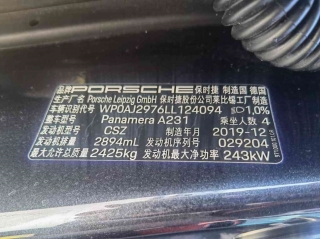 品牌 PORSCHE 保时捷 制造国 德国
生产厂名 Porsche Leipzig GmbH 保时捷股份公司莱比锡工厂制造
车辆识别代号 WP0AJ2976LL124094 1,0%
整车型号 Panamera A231 乘坐人数 4
发动机型号 CSZ 制造年月 2019-12
发动机排量 2894mL 029204
最大允许总质量 2425kg 发动机最大净功率 243kW